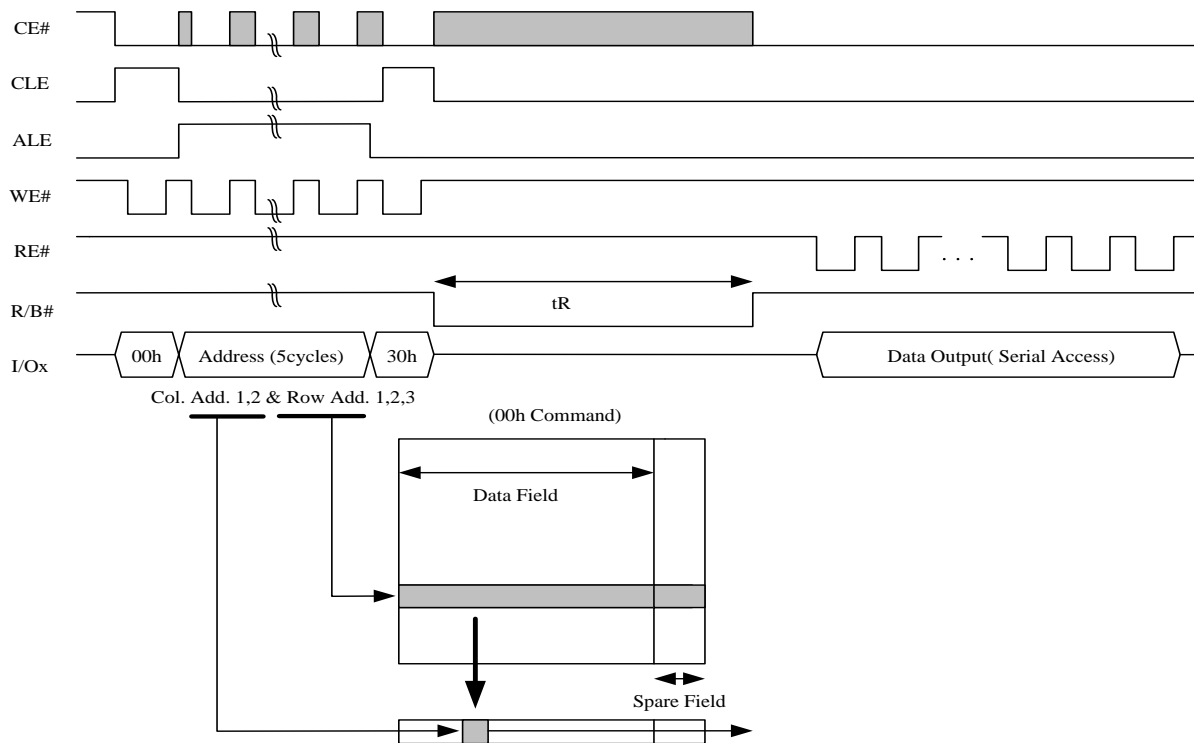 CE#
CLE
ALE
WE#
RE#
. . .
R/B#
tR
I/Ox
00h
Address (5cycles)
30h
Data Output( Serial Access)
Col. Add. 1,2 & Row Add. 1,2,3
(00h Command)
Data Field
Spare Field